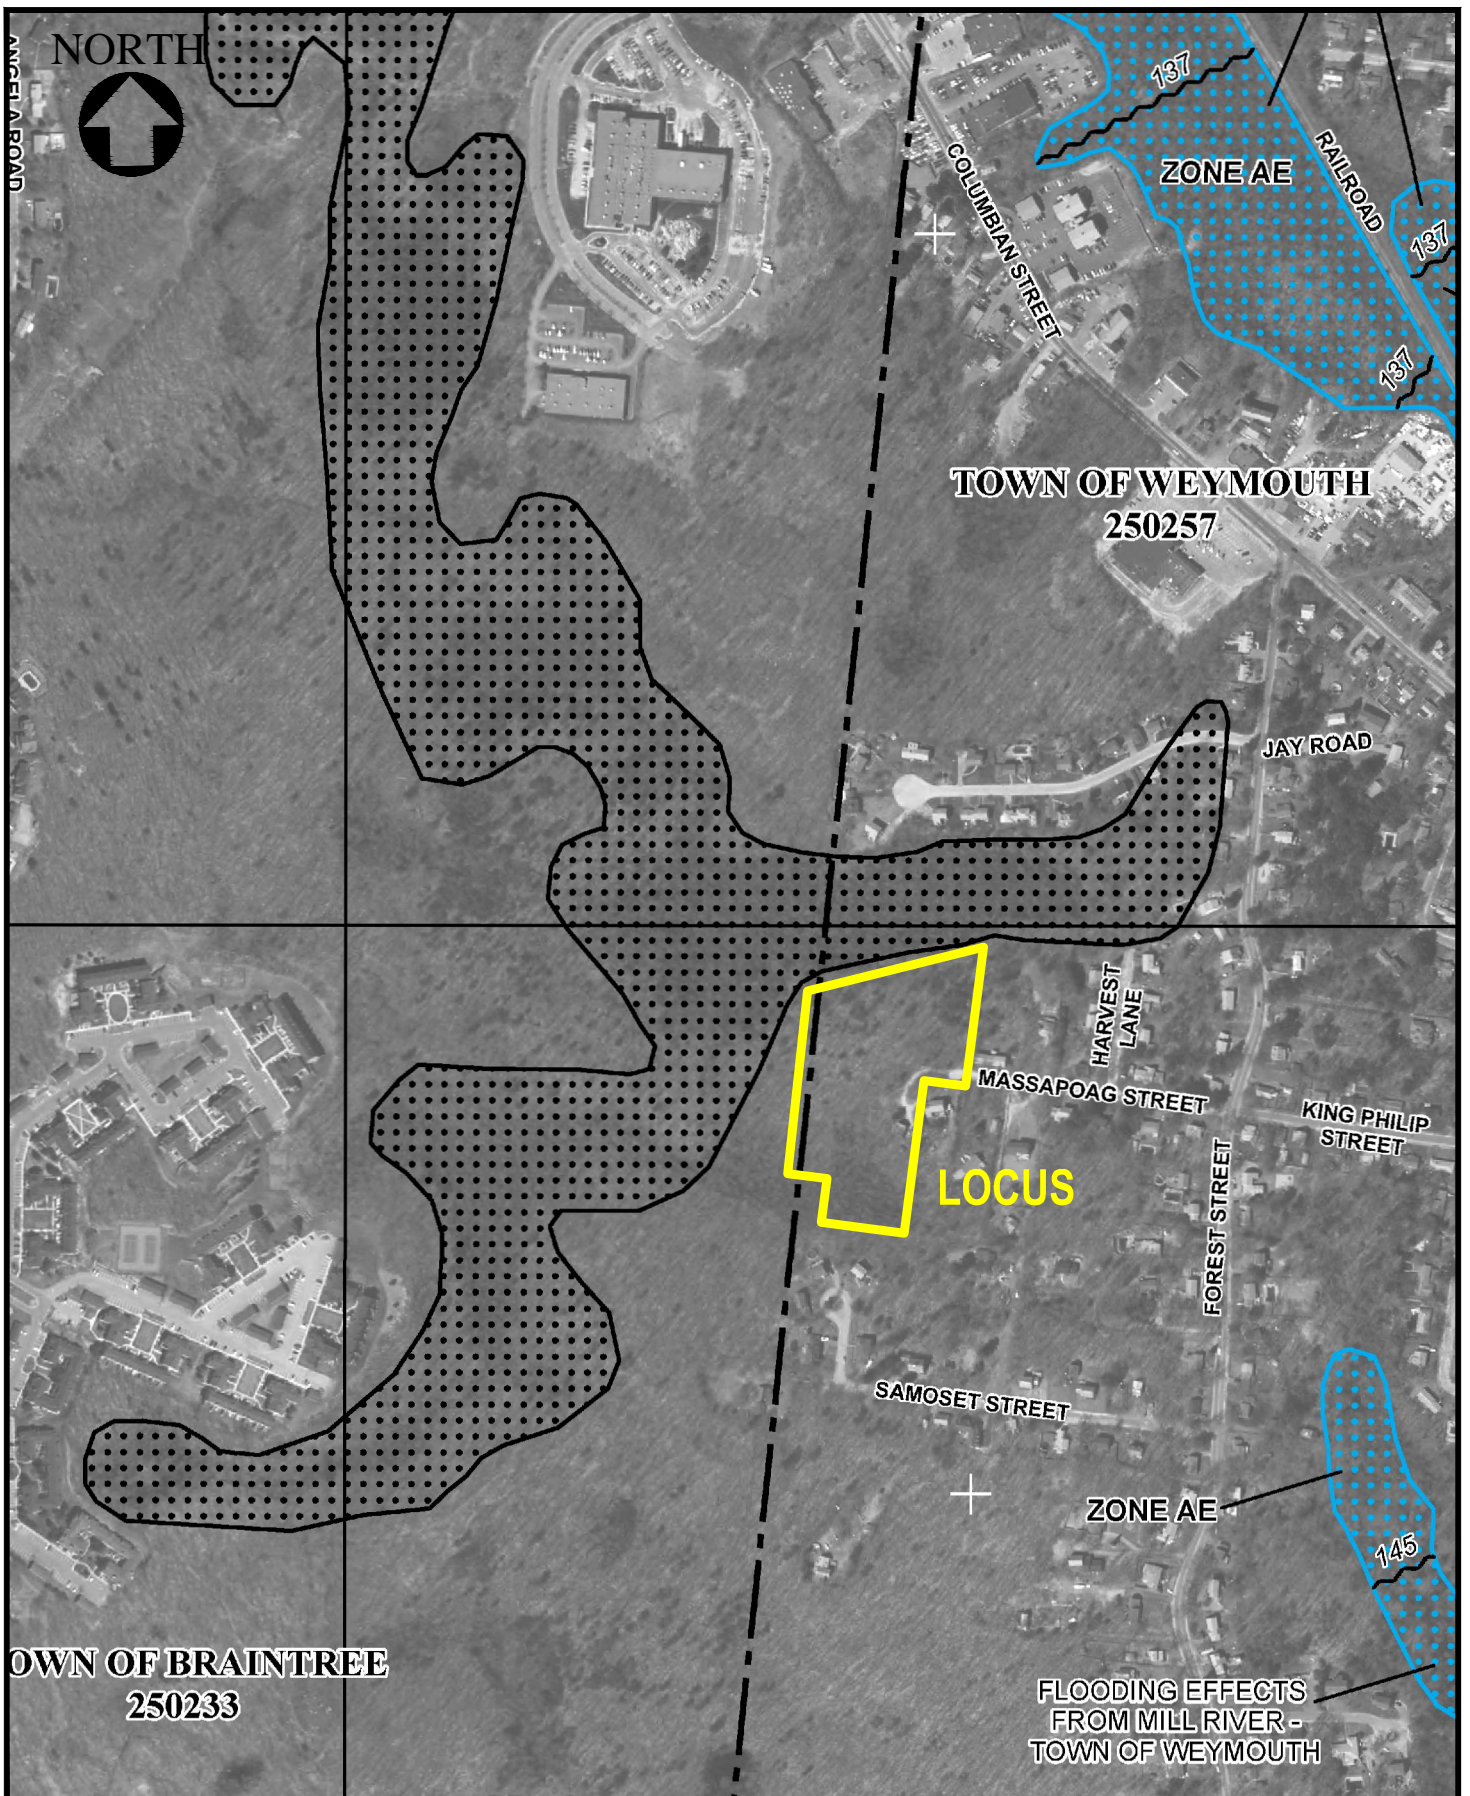 NORTH
ANGELA ROAD
137
COLUMBIAN STREET
ZONE AE
RAILROAD
137
137
TOWN OF WEYMOUTH
250257
JAY ROAD
HARVEST
LANE
MASSAPOAG STREET
KING PHILIP
STREET
LOCUS
FOREST STREET
SAMOSET STREET
ZONE AE
145
OWN OF BRAINTREE
250233
FLOODING EFFECTS
FROM MILL RIVER -
TOWN OF WEYMOUTH